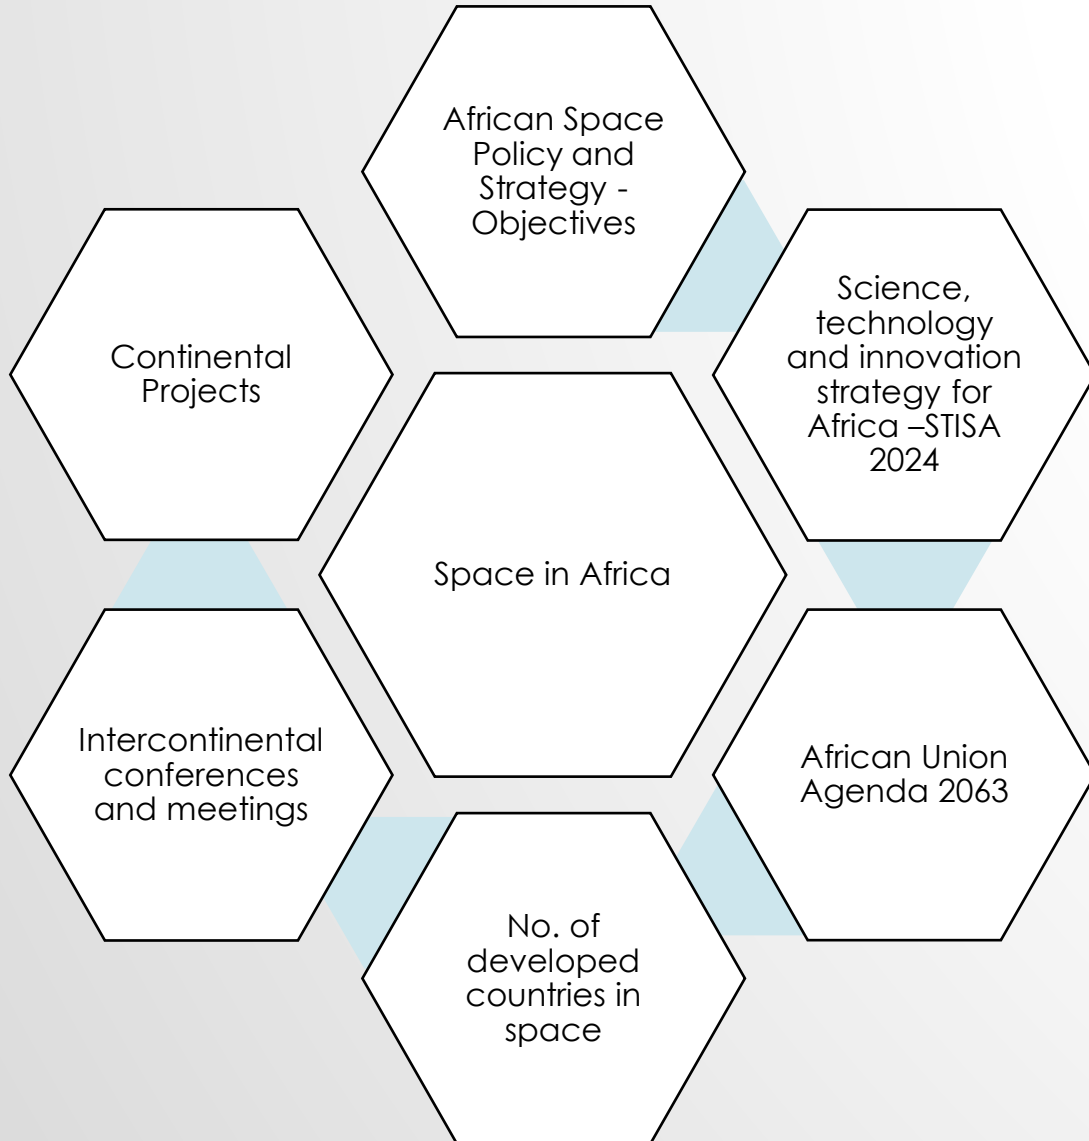 African Space
Policy and
Strategy -
Objectives
Science,
technology
and innovation
strategy for
Africa –STISA
2024
Continental
Projects
Space in Africa
Intercontinental
conferences
and meetings
African Union
Agenda 2063
No. of
developed
countries in
space